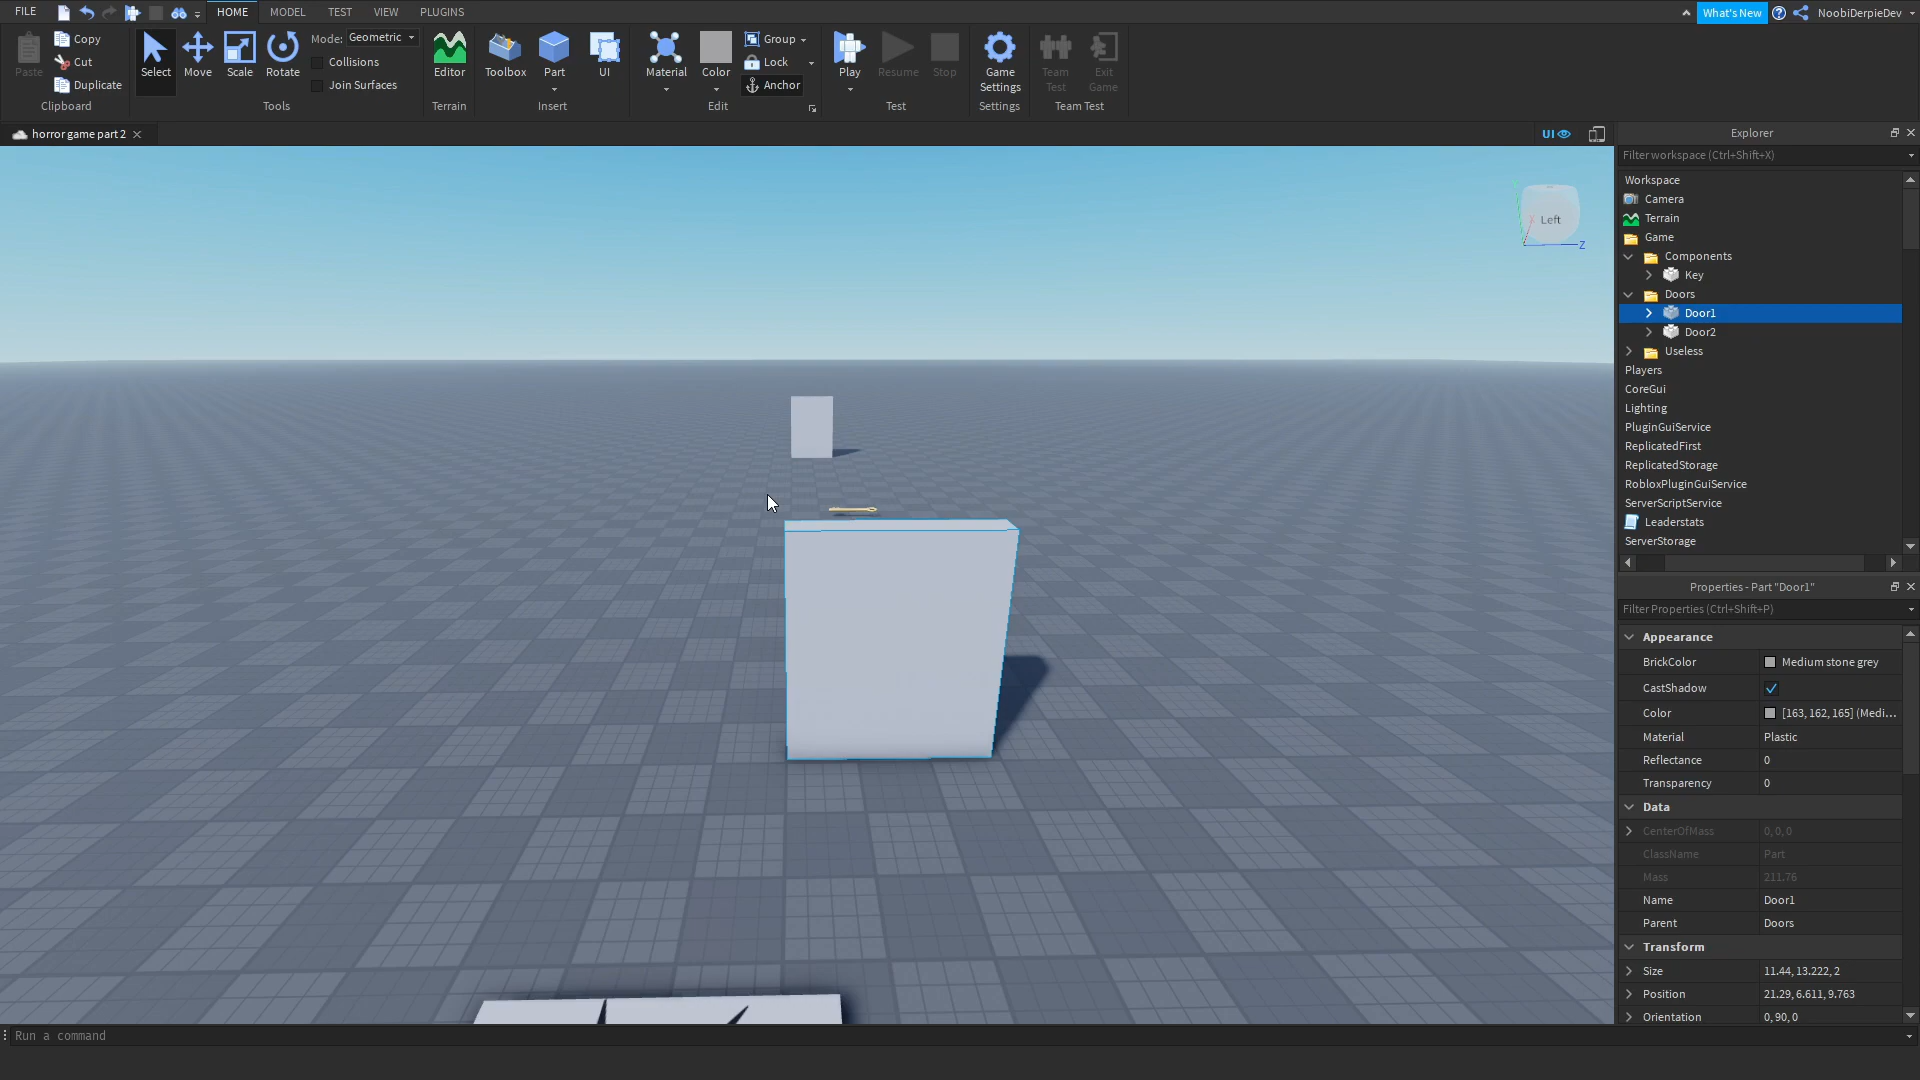 FILE HOME MODEL TEST VIEW PLUGINS What's New NoobiDerpieDev
Copy
Cut
Duplicate
Paste
Clipboard
Select Move Scale Rotate
Mode: Geometric
Collisions
Join Surfaces
Tools
Editor
Terrain
Toolbox Part UI
Insert
Material Color
Group
Lock
Anchor
Edit
Play Resume Stop
Test
Game
Settings
Settings
Team
Test
Exit
Game
Team Test
horror game part 2
UI
Left
X
Z
Explorer
Filter workspace (Ctrl+Shift+X)
Workspace
Camera
Terrain
Game
Components
Key
Doors
Door1
Door2
Useless
Players
CoreGui
Lighting
PluginGuiService
ReplicatedFirst
ReplicatedStorage
RobloxPluginGuiService
ServerScriptService
Leaderstats
ServerStorage
Properties - Part "Door1"
Filter Properties (Ctrl+Shift+P)
Appearance
BrickColor Medium stone grey
CastShadow
Color [163, 162, 165] (Medi...
Material Plastic
Reflectance 0
Transparency 0
Data
CenterOfMass 0, 0, 0
ClassName Part
Mass 211.76
Name Door1
Parent Doors
Transform
Size 11.44, 13.222, 2
Position 21.29, 6.611, 9.763
Orientation 0, 90, 0
Run a command